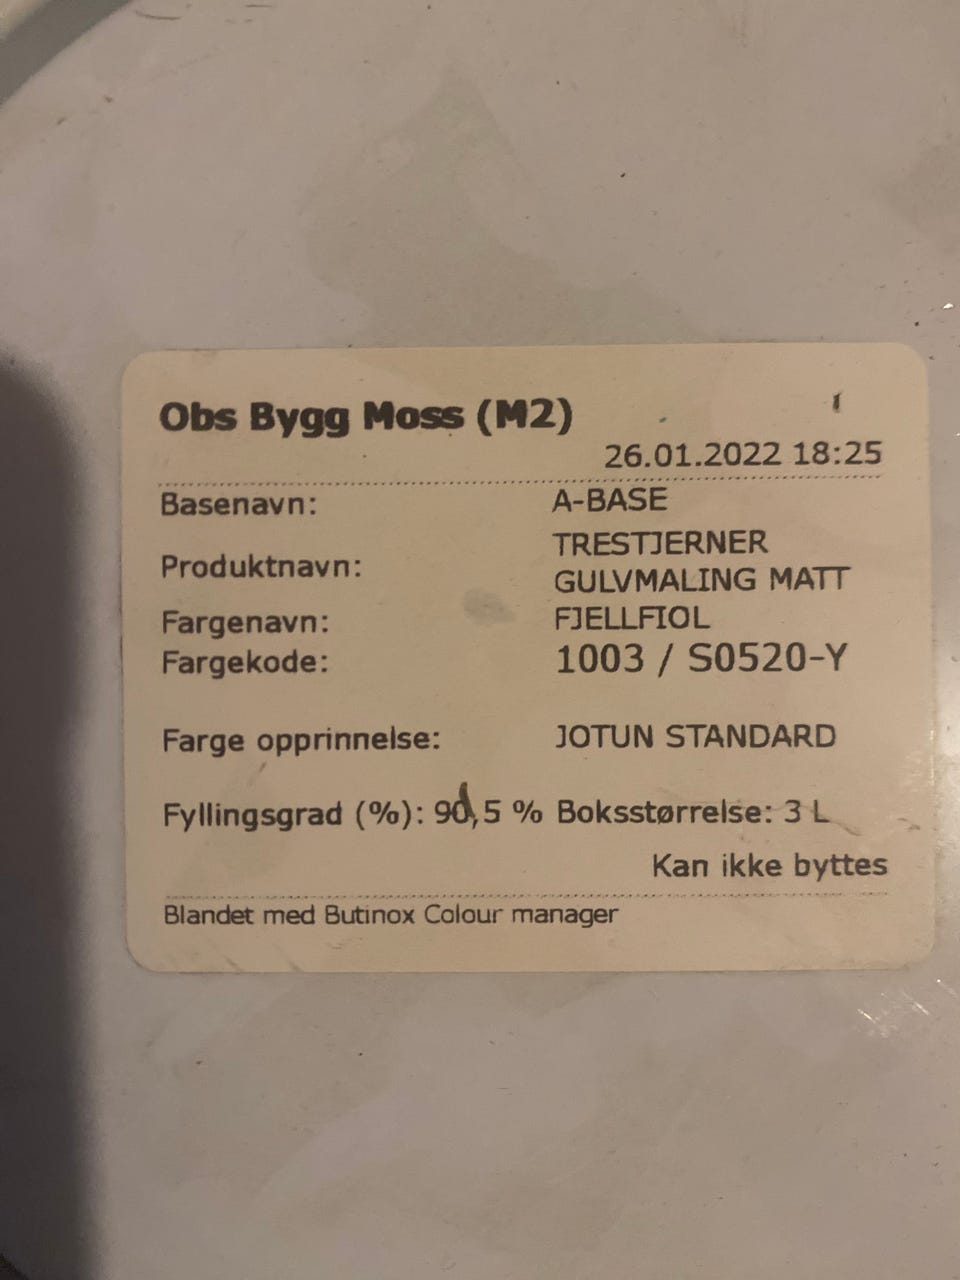 Obs Bygg Moss (M2)
26.01.2022 18:25
Basenavn: A-BASE
Produktnavn: TRESTJERNER
GULVMALING MATT
Fargenavn: FJELLFIOL
Fargekode: 1003 / S0520-Y
Farge opprinnelse: JOTUN STANDARD
Fyllingsgrad (%): 90,5 % Boksstørrelse: 3 L
Kan ikke byttes
Blandet med Butinox Colour manager